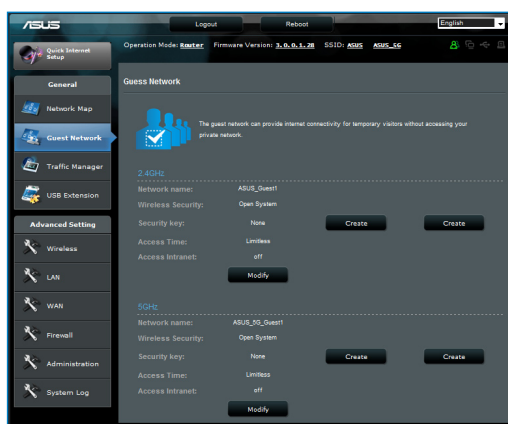 ASUS
Logout
Reboot
English
Quick Internet Setup
Operation Mode: Router Firmware Version: 3.0.0.1.28 SSID: ASUS ASUS_5G
General
Network Map
Guest Network
Traffic Manager
USB Extension
Advanced Setting
Wireless
LAN
WAN
Firewall
Administration
System Log
Guess Network
The guest network can provide internet connectivity for temporary visitors without accessing your
private network.
2.4GHz
Network name: ASUS_Guest1
Wireless Security: Open System
Security key: None Create Create
Access Time: Limitless
Access Intranet: off
Modify
5GHz
Network name: ASUS_5G_Guest1
Wireless Security: Open System
Security key: None Create Create
Access Time: Limitless
Access Intranet: off
Modify